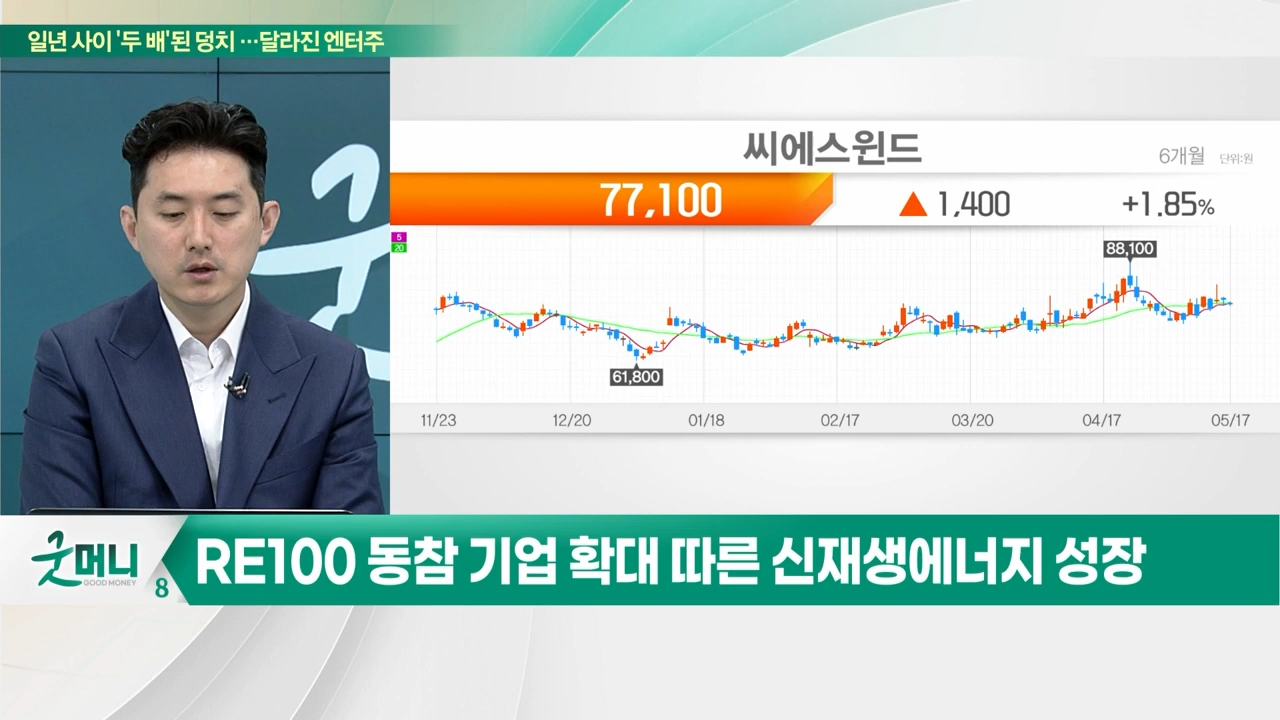 일년 사이 '두 배'된 덩치 …달라진 엔터주
씨에스윈드
6개월 단위:원
77,100 ▲ 1,400 +1.85%
5
20
88,100
61,800
11/23 12/20 01/18 02/17 03/20 04/17 05/17
굿머니
GOOD MONEY
8
RE100 동참 기업 확대 따른 신재생에너지 성장